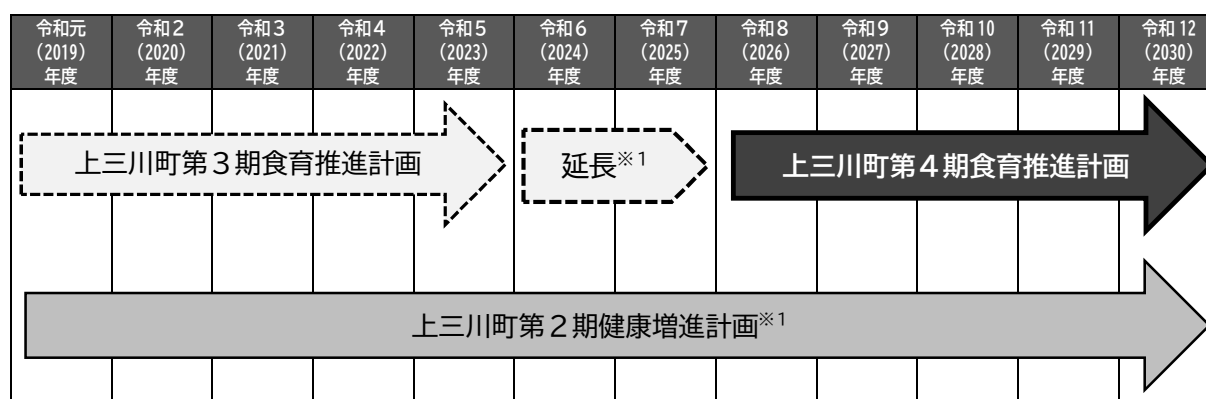 令和元
(2019)
年度
令和2
(2020)
年度
令和3
(2021)
年度
令和4
(2022)
年度
令和5
(2023)
年度
令和6
(2024)
年度
令和7
(2025)
年度
令和8
(2026)
年度
令和9
(2027)
年度
令和10
(2028)
年度
令和11
(2029)
年度
令和12
(2030)
年度
上三川町第3期食育推進計画
延長※1
上三川町第4期食育推進計画
上三川町第2期健康増進計画※1